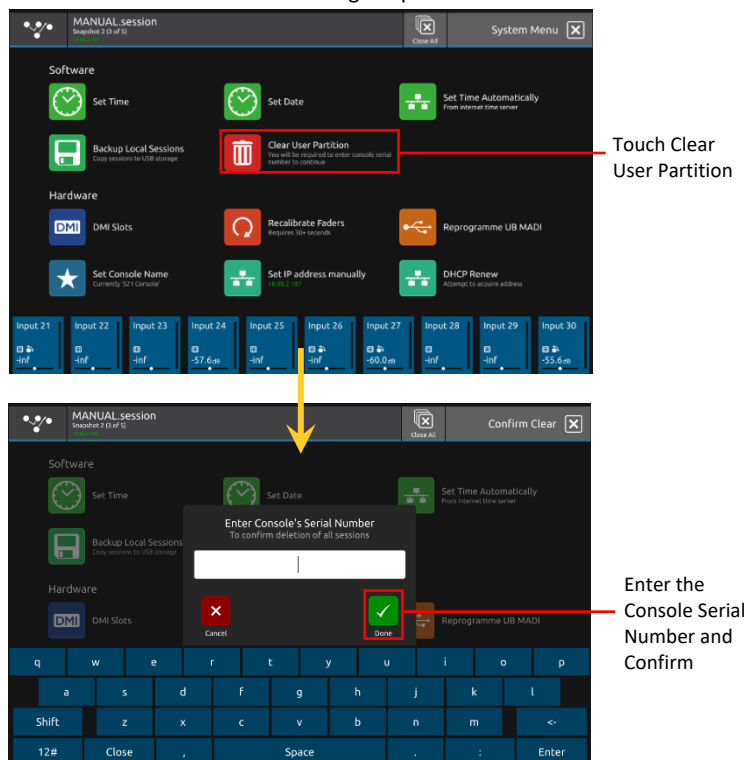 MANUAL.session
Snapshot 2 (3 of 5)
Close All
System Menu
Software
Set Time
Set Date
Set Time Automatically
From internet time server
Backup Local Sessions
Copy sessions to USB storage
Clear User Partition
You will be required to enter console serial
number to continue
Touch Clear
User Partition
Hardware
DMI
DMI Slots
Recalibrate Faders
Requires 30+ seconds
Reprogramme UB MADI
Set Console Name
Currently 'S21 Console'
Set IP address manually
10.88.2.187
DHCP Renew
Attempt to acquire address
Input 21 Input 22 Input 23 Input 24 Input 25 Input 26 Input 27 Input 28 Input 29 Input 30
-inf -inf -inf -57.6dB -inf -inf -60.0dB -inf -inf -55.6dB
MANUAL.session
Snapshot 2 (3 of 5)
Close All
Confirm Clear
Software
Set Time
Set Date
Set Time Automatically
From internet time server
Backup Local Sessions
Copy sessions to USB storage
Enter Console's Serial Number
To confirm deletion of all sessions
Hardware
DMI
DMI Slots
Cancel
Done
Reprogramme UB MADI
Enter the
Console Serial
Number and
Confirm
q w e r t y u i o p
a s d f g h j k l
Shift z x c v b n m <-
12# Close , Space . : Enter